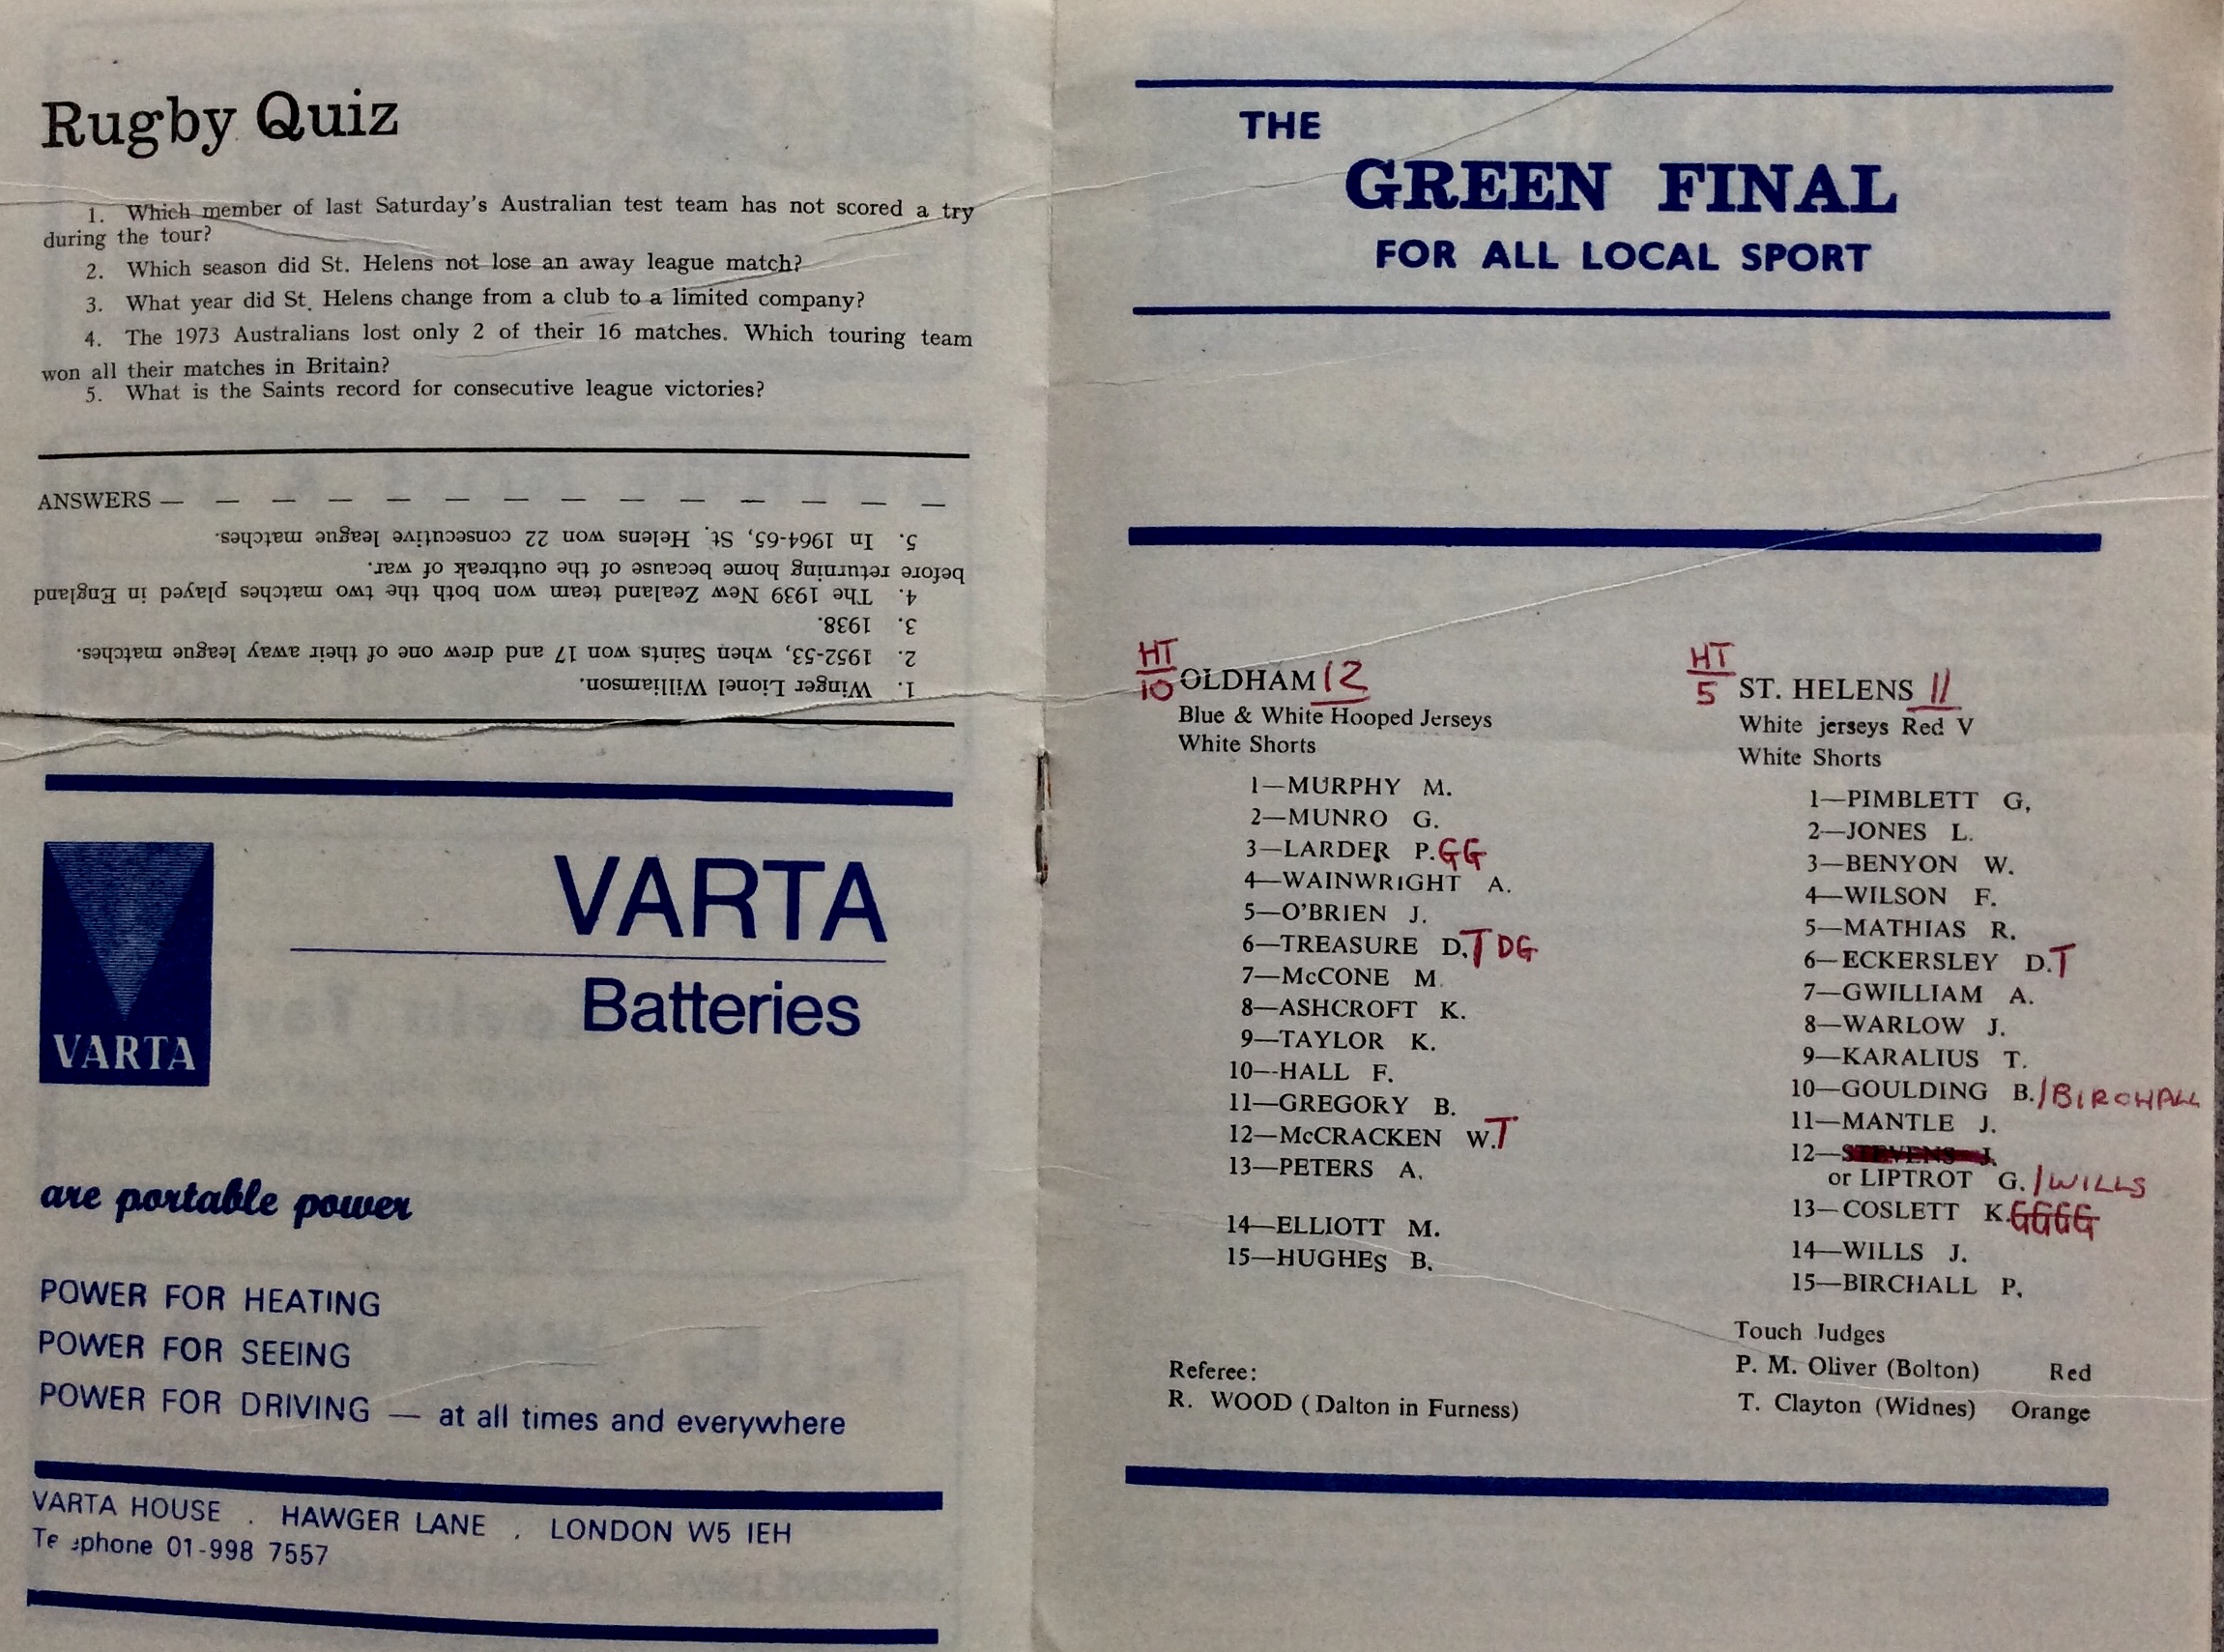 Rugby Quiz
1. Which member of last Saturday's Australian test team has not scored a try
during the tour?
2. Which season did St. Helens not lose an away league match?
3. What year did St. Helens change from a club to a limited company?
4. The 1973 Australians lost only 2 of their 16 matches. Which touring team
won all their matches in Britain?
5. What is the Saints record for consecutive league victories?
ANSWERS — — — — — — — — — — — — — —
1. Winger Lionel Williamson.
2. 1952-53, when Saints won 17 and drew one of their away league matches.
3. 1938.
4. The 1939 New Zealand team won both the two matches played in England
before returning home because of the outbreak of war.
5. In 1964-65, St. Helens won 22 consecutive league matches.
VARTA
VARTA
Batteries
are portable power
POWER FOR HEATING
POWER FOR SEEING
POWER FOR DRIVING — at all times and everywhere
VARTA HOUSE . HAWGER LANE . LONDON W5 IEH
01-998 7557
THE
GREEN FINAL
FOR ALL LOCAL SPORT
HT
10 OLDHAM 12
Blue & White Hooped Jerseys
White Shorts
1—MURPHY M.
2—MUNRO G.
3—LARDER P. GG
4—WAINWRIGHT A.
5—O'BRIEN J.
6—TREASURE D. T DG
7—McCONE M.
8—ASHCROFT K.
9—TAYLOR K.
10—HALL F.
11—GREGORY B.
12—McCRACKEN W. T
13—PETERS A.
14—ELLIOTT M.
15—HUGHES B.
Referee:
R. WOOD (Dalton in Furness)
HT
5 ST. HELENS 11
White jerseys Red V
White Shorts
1—PIMBLETT G,
2—JONES L.
3—BENYON W.
4—WILSON F.
5—MATHIAS R.
6—ECKERSLEY D. T
7—GWILLIAM A.
8—WARLOW J.
9—KARALIUS T.
10—GOULDING B. /BIRCHALL
11—MANTLE J.
12—STEVENS J.
or LIPTROT G. /WILLS
13—COSLETT K. GGGG
14—WILLS J.
15—BIRCHALL P.
Touch Judges
P. M. Oliver (Bolton) Red
T. Clayton (Widnes) Orange